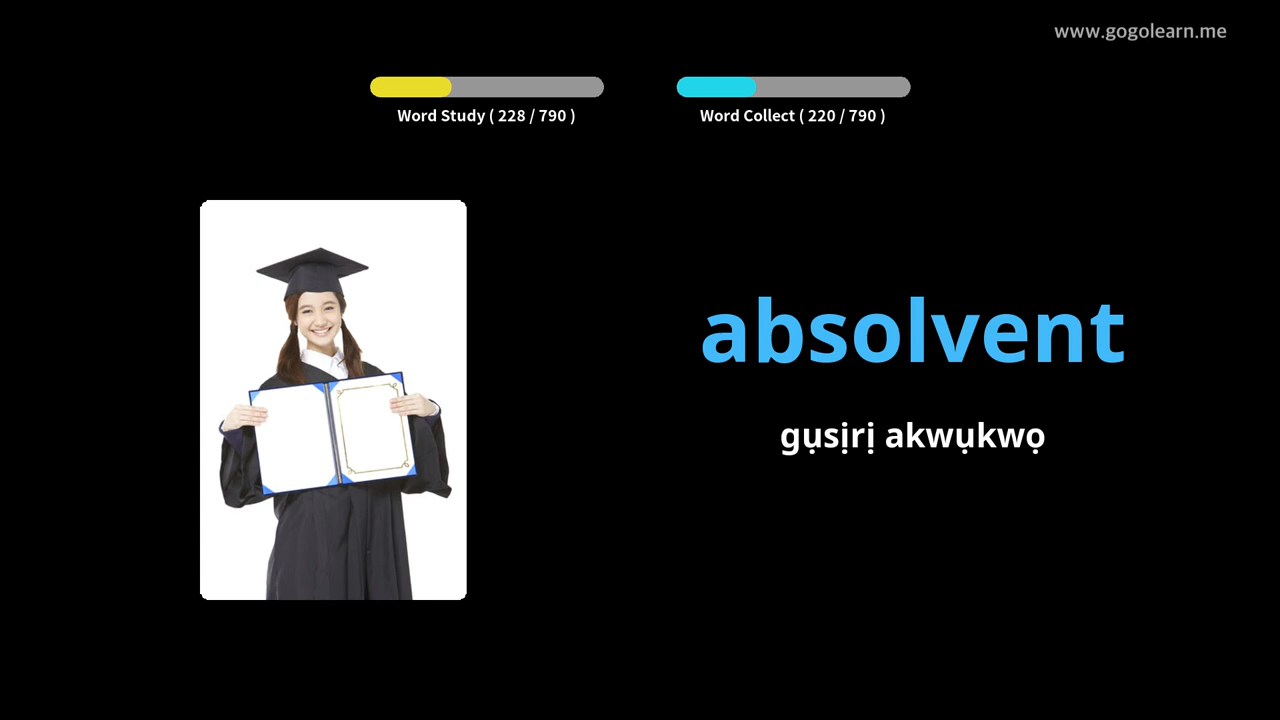 www.gogolearn.me
Word Study ( 228 / 790 )
Word Collect ( 220 / 790 )
absolvent
gụsịrị akwụkwọ